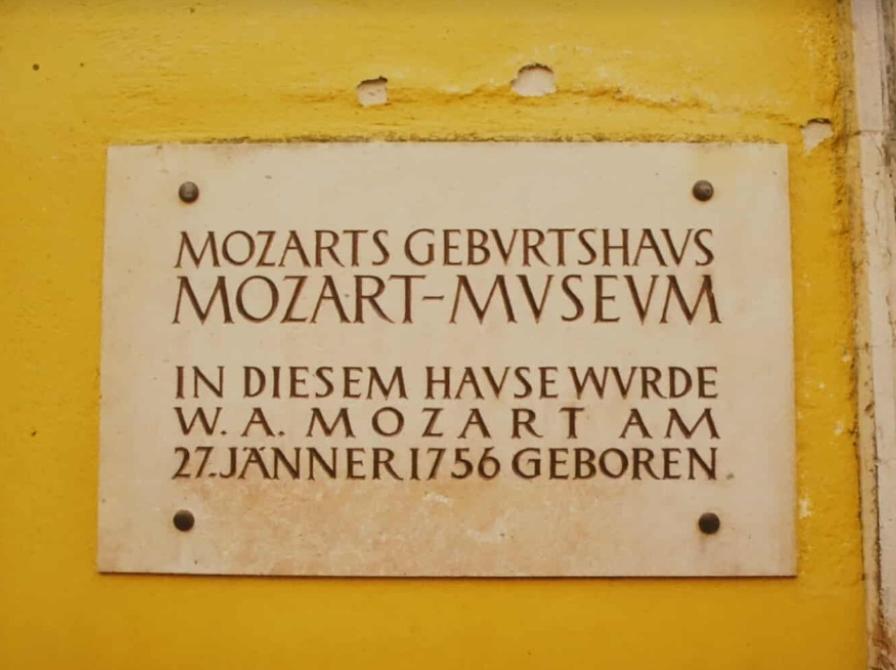 MOZARTS GEBVRTSHAVS
MOZART-MVSEVM
IN DIESEM HAVSE WVRDE
W. A. MOZART AM
27. JÄNNER 1756 GEBOREN